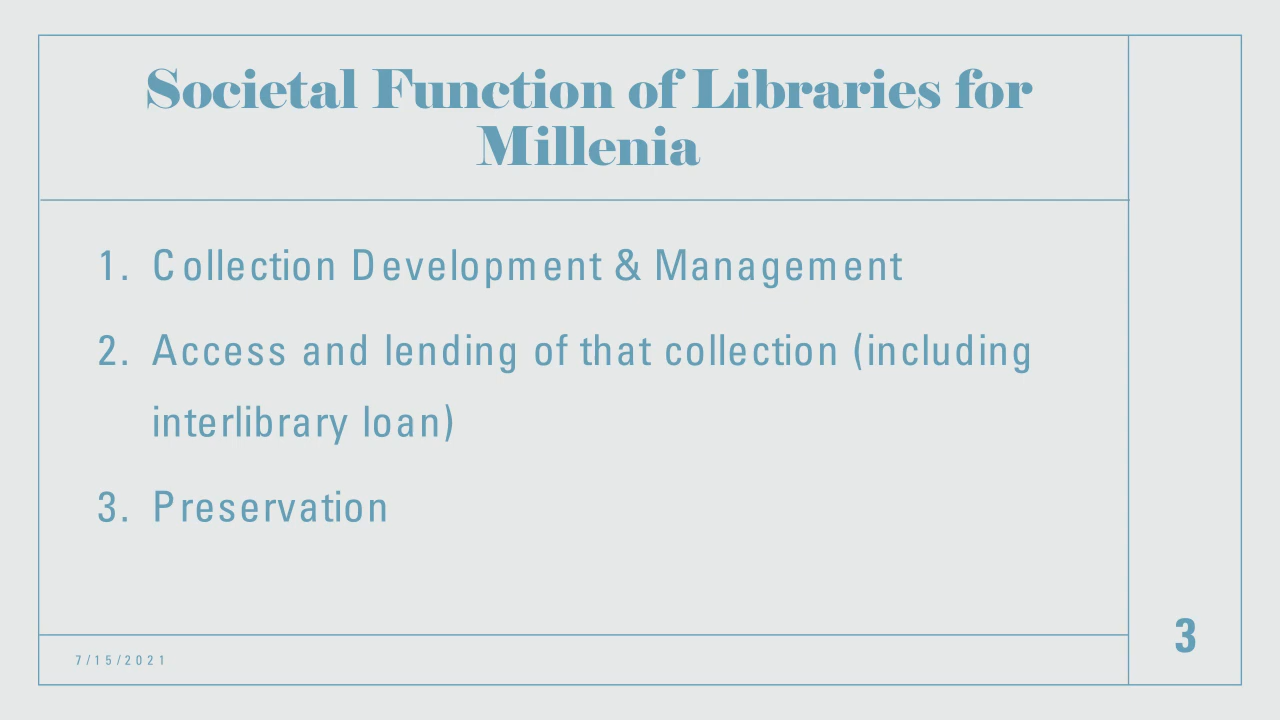 Societal Function of Libraries for
Millenia
1. Collection Development & Management
2. Access and lending of that collection (including
interlibrary loan)
3. Preservation
7/15/2021
3